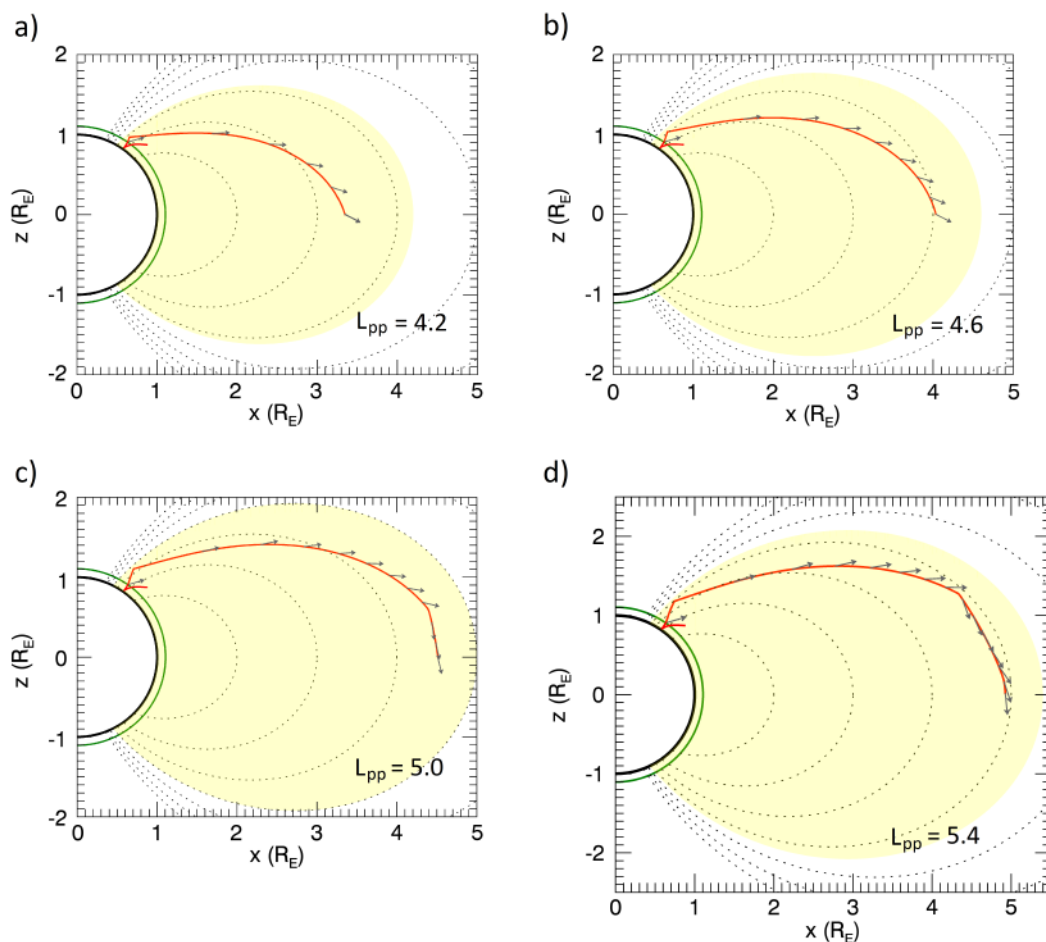 a)
2
1
0
-1
-2
z (R_E)
0 1 2 3 4 5
x (R_E)
L_pp = 4.2
b)
2
1
0
-1
-2
z (R_E)
0 1 2 3 4 5
x (R_E)
L_pp = 4.6
c)
2
1
0
-1
-2
z (R_E)
0 1 2 3 4 5
x (R_E)
L_pp = 5.0
d)
2
1
0
-1
-2
z (R_E)
0 1 2 3 4 5
x (R_E)
L_pp = 5.4